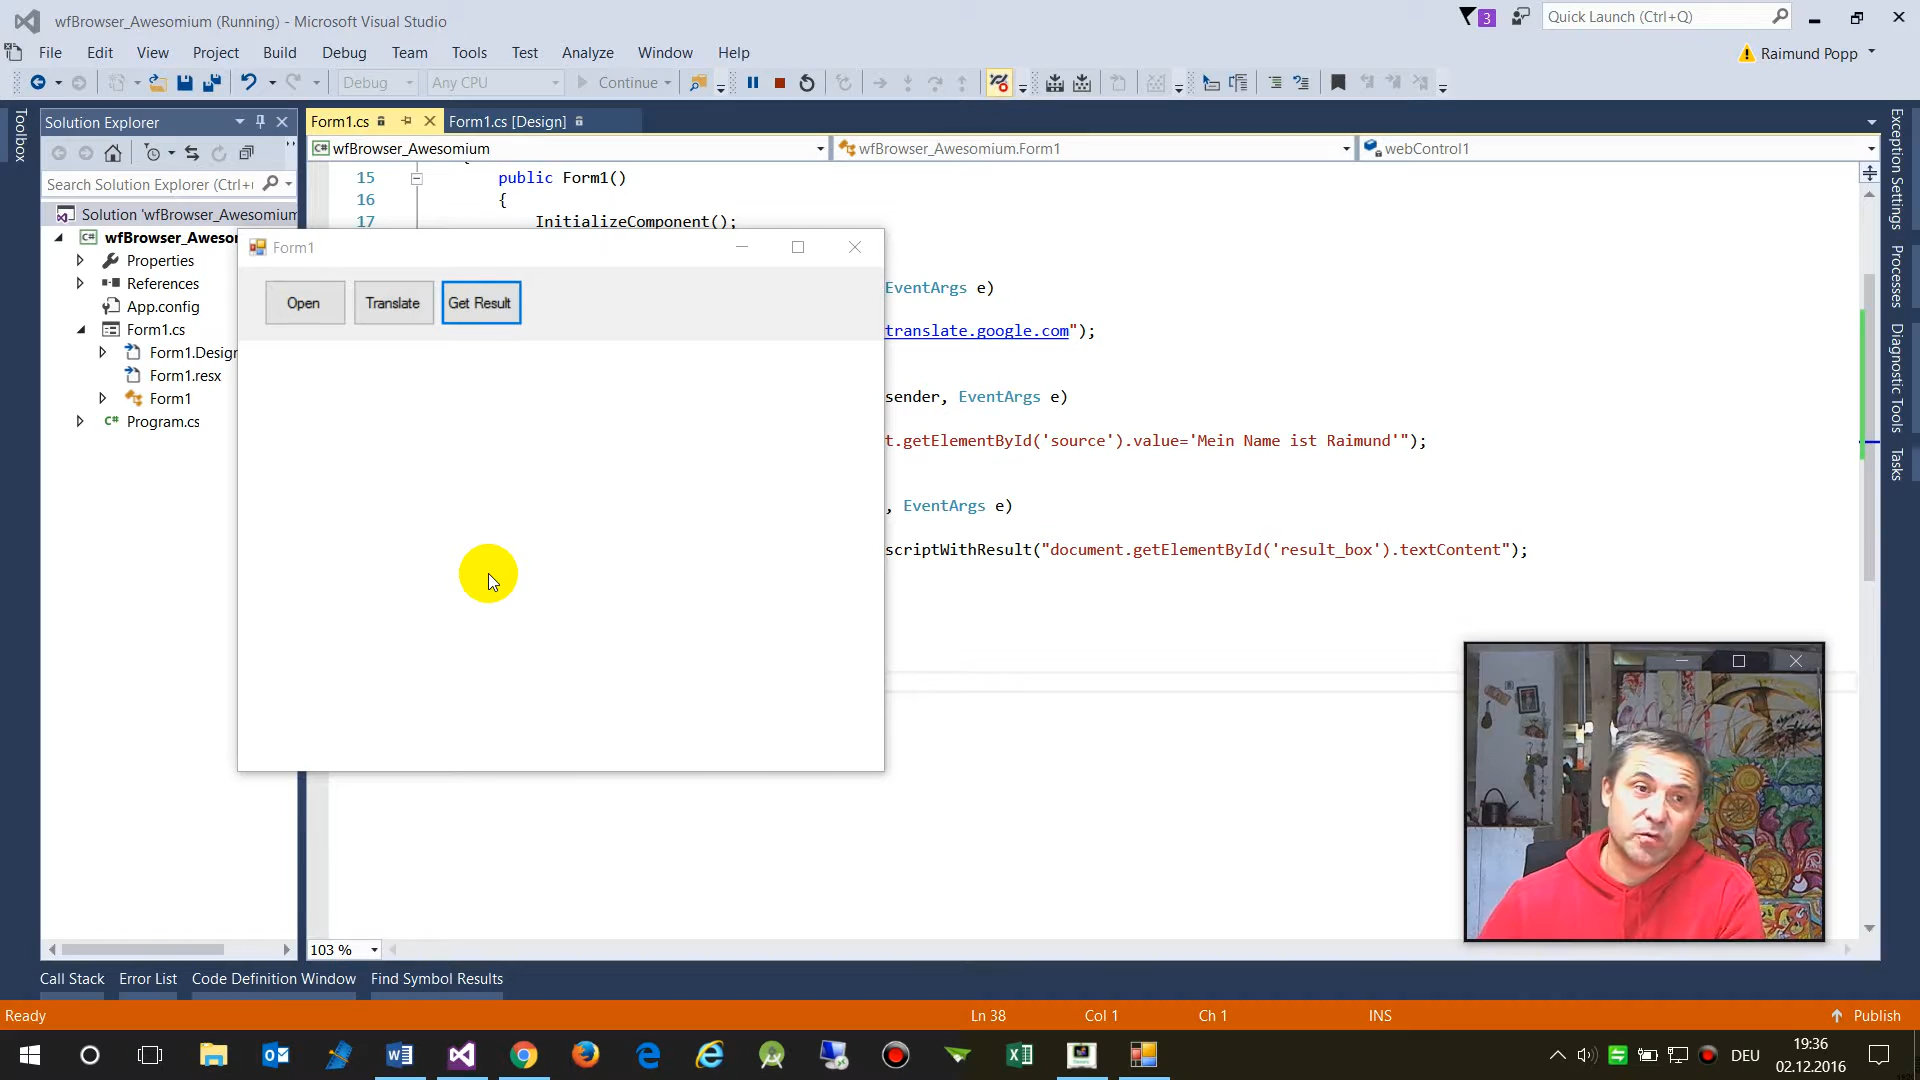 wfBrowser_Awesomium (Running) - Microsoft Visual Studio
3
Quick Launch (Ctrl+Q)
File Edit View Project Build Debug Team Tools Test Analyze Window Help
Raimund Popp
Debug Any CPU Continue
Toolbox
Solution Explorer
Form1.cs
Form1.cs [Design]
wfBrowser_Awesomium
wfBrowser_Awesomium.Form1
webControl1
Search Solution Explorer (Ctrl+
Solution 'wfBrowser_Awesomium
wfBrowser_Aweso
Properties
References
App.config
Form1.cs
Form1.Design
Form1.resx
Form1
Program.cs
15 public Form1()
16 {
17 InitializeComponent();
EventArgs e)
translate.google.com");
sender, EventArgs e)
t.getElementById('source').value='Mein Name ist Raimund'");
, EventArgs e)
scriptWithResult("document.getElementById('result_box').textContent");
Form1
Open
Translate
Get Result
Exception Settings
Processes
Diagnostic Tools
Tasks
103 %
Call Stack Error List Code Definition Window Find Symbol Results
Ready Ln 38 Col 1 Ch 1 INS Publish
DEU
19:36
02.12.2016